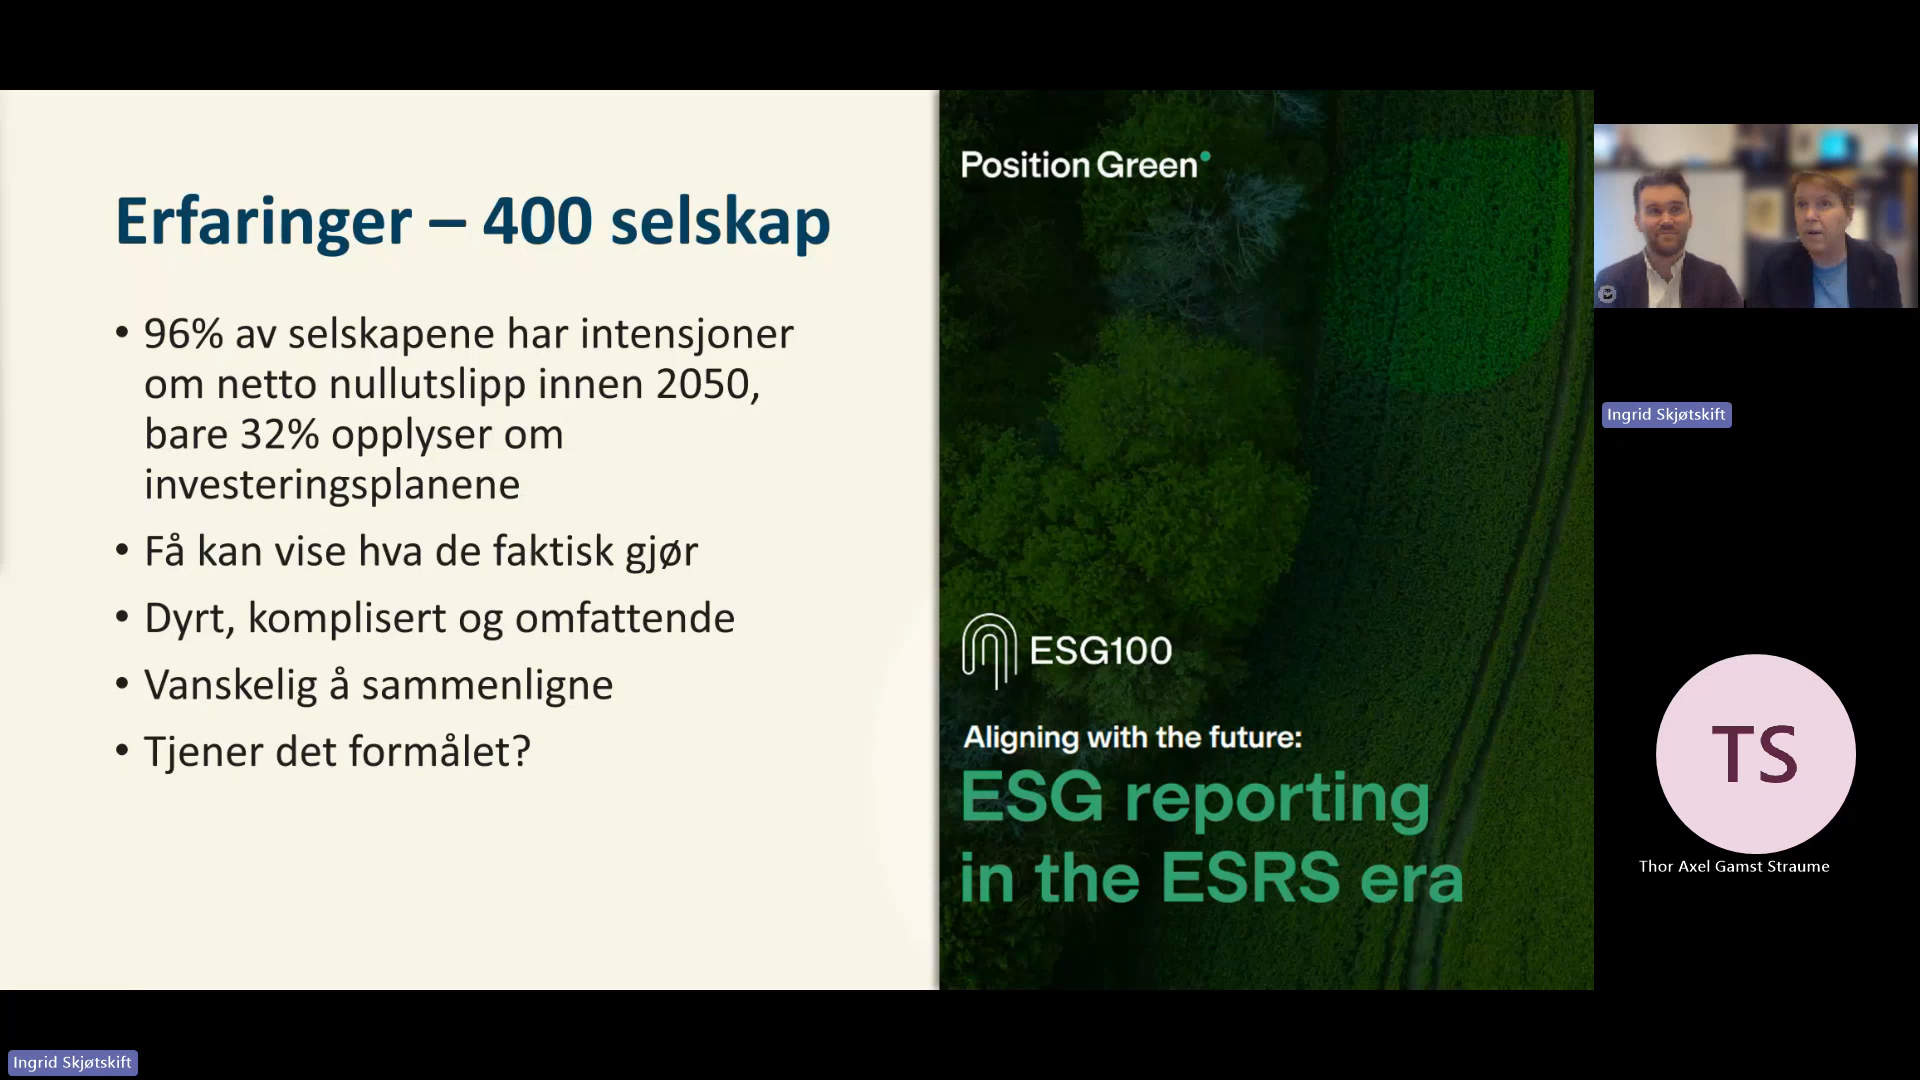 Erfaringer – 400 selskap
• 96% av selskapene har intensjoner
om netto nullutslipp innen 2050,
bare 32% opplyser om
investeringsplanene
• Få kan vise hva de faktisk gjør
• Dyrt, komplisert og omfattende
• Vanskelig å sammenligne
• Tjener det formålet?
Position Green
ESG100
Aligning with the future:
ESG reporting
in the ESRS era
Ingrid Skjøtskift
TS
Thor Axel Gamst Straume
Ingrid Skjøtskift